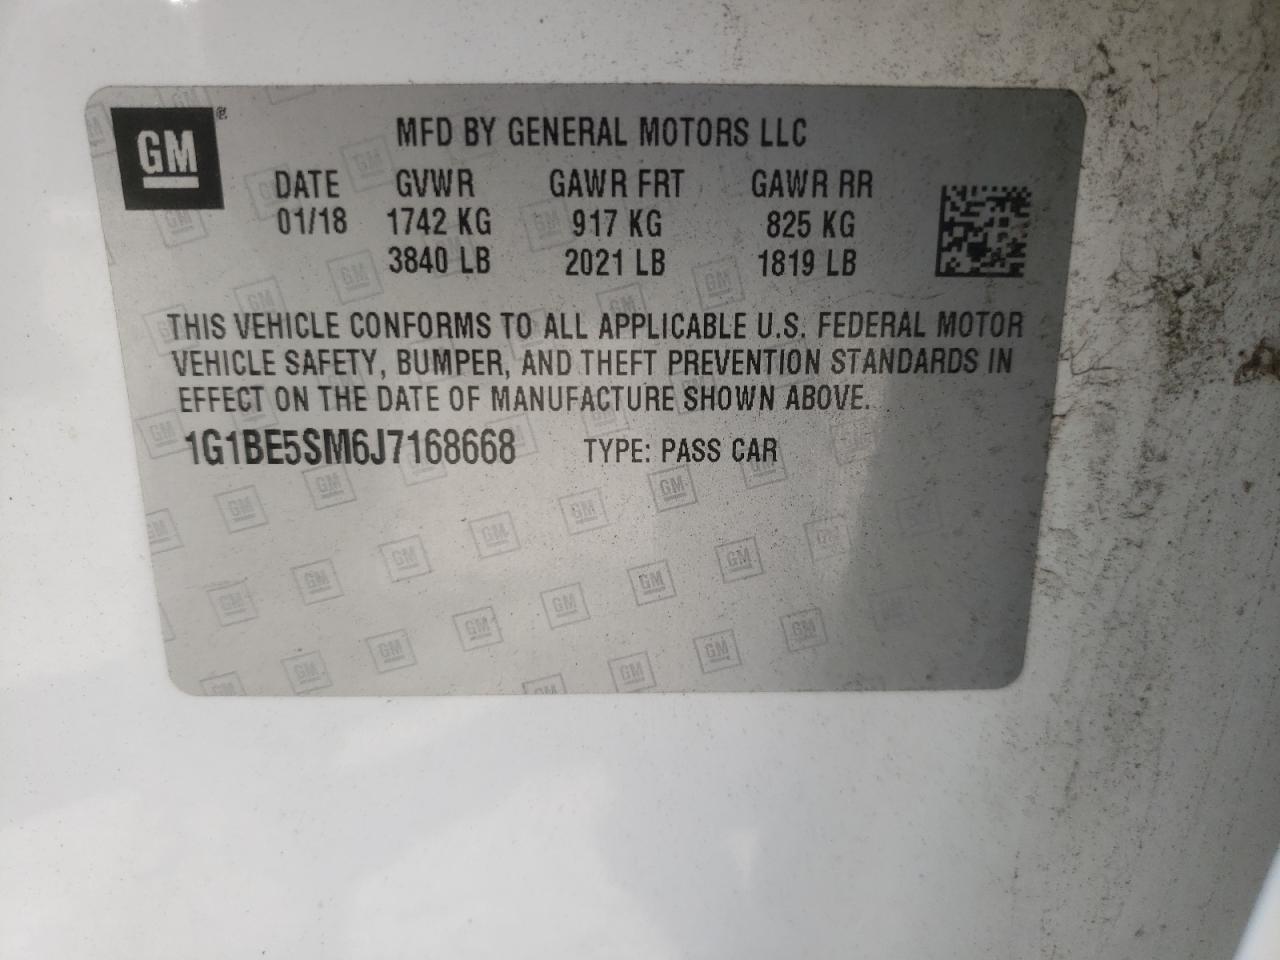 GM
MFD BY GENERAL MOTORS LLC
DATE GVWR GAWR FRT GAWR RR
01/18 1742 KG 917 KG 825 KG
3840 LB 2021 LB 1819 LB
THIS VEHICLE CONFORMS TO ALL APPLICABLE U.S. FEDERAL MOTOR
VEHICLE SAFETY, BUMPER, AND THEFT PREVENTION STANDARDS IN
EFFECT ON THE DATE OF MANUFACTURE SHOWN ABOVE.
1G1BE5SM6J7168668 TYPE: PASS CAR